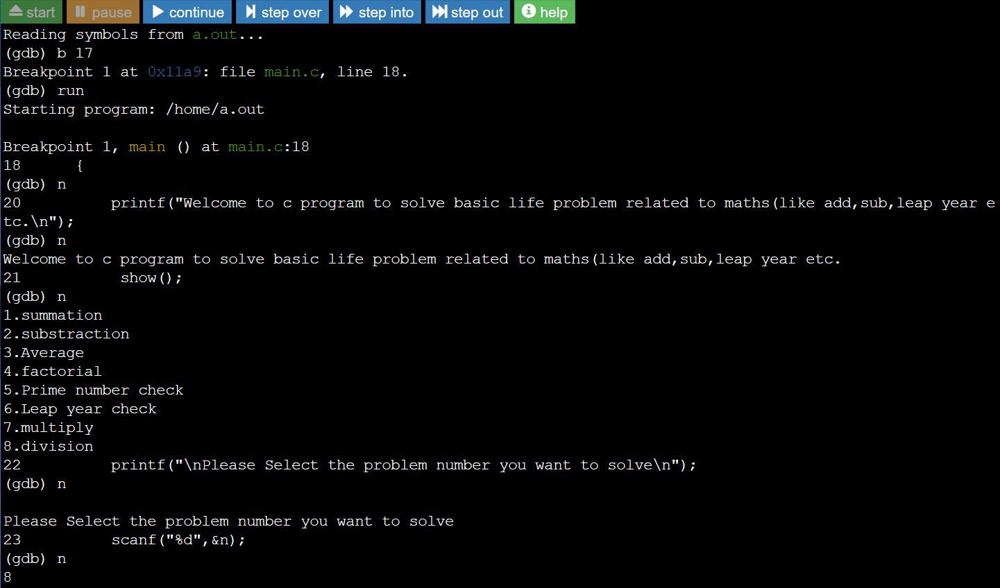 start pause continue step over step into step out help
Reading symbols from a.out...
(gdb) b 17
Breakpoint 1 at 0x11a9: file main.c, line 18.
(gdb) run
Starting program: /home/a.out
Breakpoint 1, main () at main.c:18
18      {
(gdb) n
20          printf("Welcome to c program to solve basic life problem related to maths(like add,sub,leap year e
tc.\n");
(gdb) n
Welcome to c program to solve basic life problem related to maths(like add,sub,leap year etc.
21           show();
(gdb) n
1.summation
2.substraction
3.Average
4.factorial
5.Prime number check
6.Leap year check
7.multiply
8.division
22          printf("\nPlease Select the problem number you want to solve\n");
(gdb) n
Please Select the problem number you want to solve
23          scanf("%d",&n);
(gdb) n
8